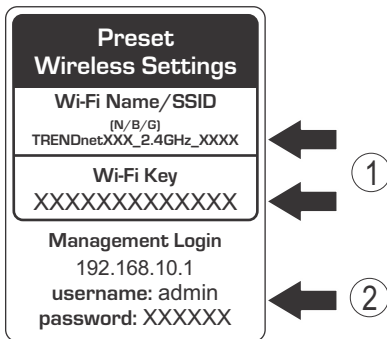 Preset
Wireless Settings
Wi-Fi Name/SSID
(N/B/G)
TRENDnetXXX_2.4GHz_XXXX
1
Wi-Fi Key
XXXXXXXXXXXXX
Management Login
192.168.10.1
username: admin
2
password: XXXXXX